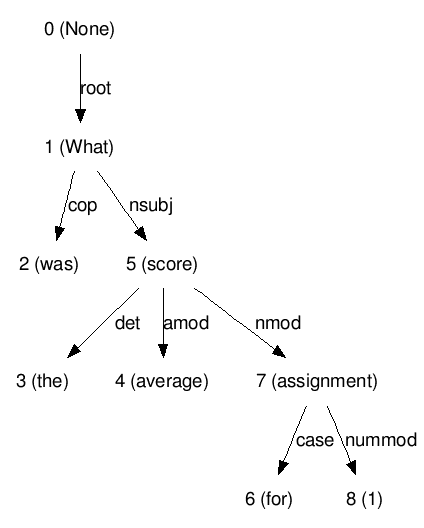 0 (None)
root
1 (What)
cop nsubj
2 (was) 5 (score)
det amod nmod
3 (the) 4 (average) 7 (assignment)
case nummod
6 (for) 8 (1)